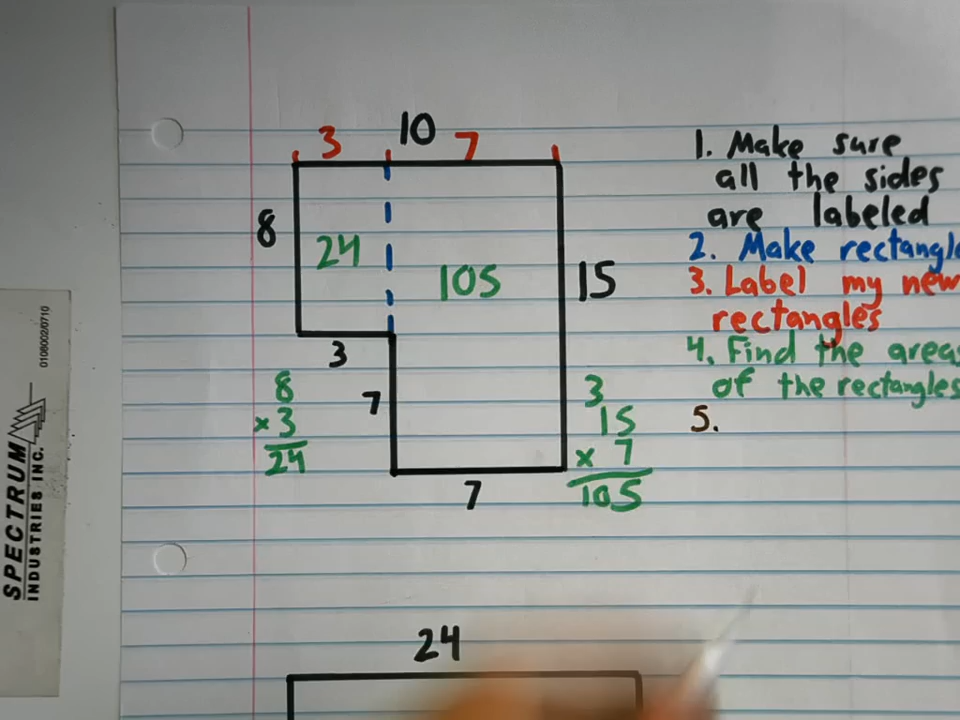 3 10 7
8 24 105 15
3
7
7
8
× 3
24
3
15
× 7
105
1. Make sure
all the sides
are labeled
2. Make rectangle
3. Label my new
rectangles
4. Find the areas
of the rectangles
5.
24
SPECTRUM
INDUSTRIES INC.
0108002/0710